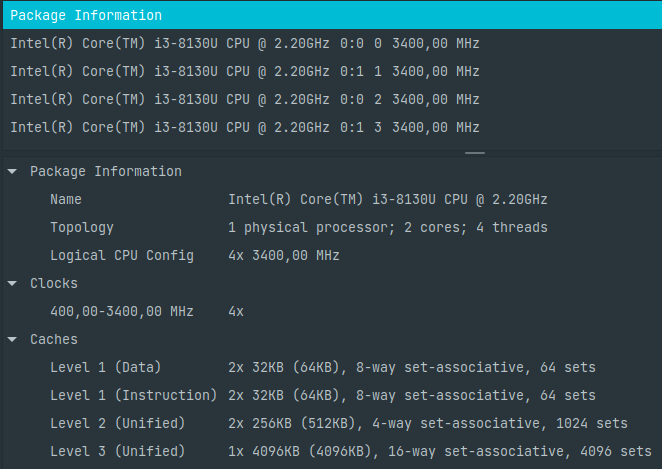 Package Information
Intel(R) Core(TM) i3-8130U CPU @ 2.20GHz 0:0 0 3400,00 MHz
Intel(R) Core(TM) i3-8130U CPU @ 2.20GHz 0:1 1 3400,00 MHz
Intel(R) Core(TM) i3-8130U CPU @ 2.20GHz 0:0 2 3400,00 MHz
Intel(R) Core(TM) i3-8130U CPU @ 2.20GHz 0:1 3 3400,00 MHz
Package Information
Name Intel(R) Core(TM) i3-8130U CPU @ 2.20GHz
Topology 1 physical processor; 2 cores; 4 threads
Logical CPU Config 4x 3400,00 MHz
Clocks
400,00-3400,00 MHz 4x
Caches
Level 1 (Data) 2x 32KB (64KB), 8-way set-associative, 64 sets
Level 1 (Instruction) 2x 32KB (64KB), 8-way set-associative, 64 sets
Level 2 (Unified) 2x 256KB (512KB), 4-way set-associative, 1024 sets
Level 3 (Unified) 1x 4096KB (4096KB), 16-way set-associative, 4096 sets